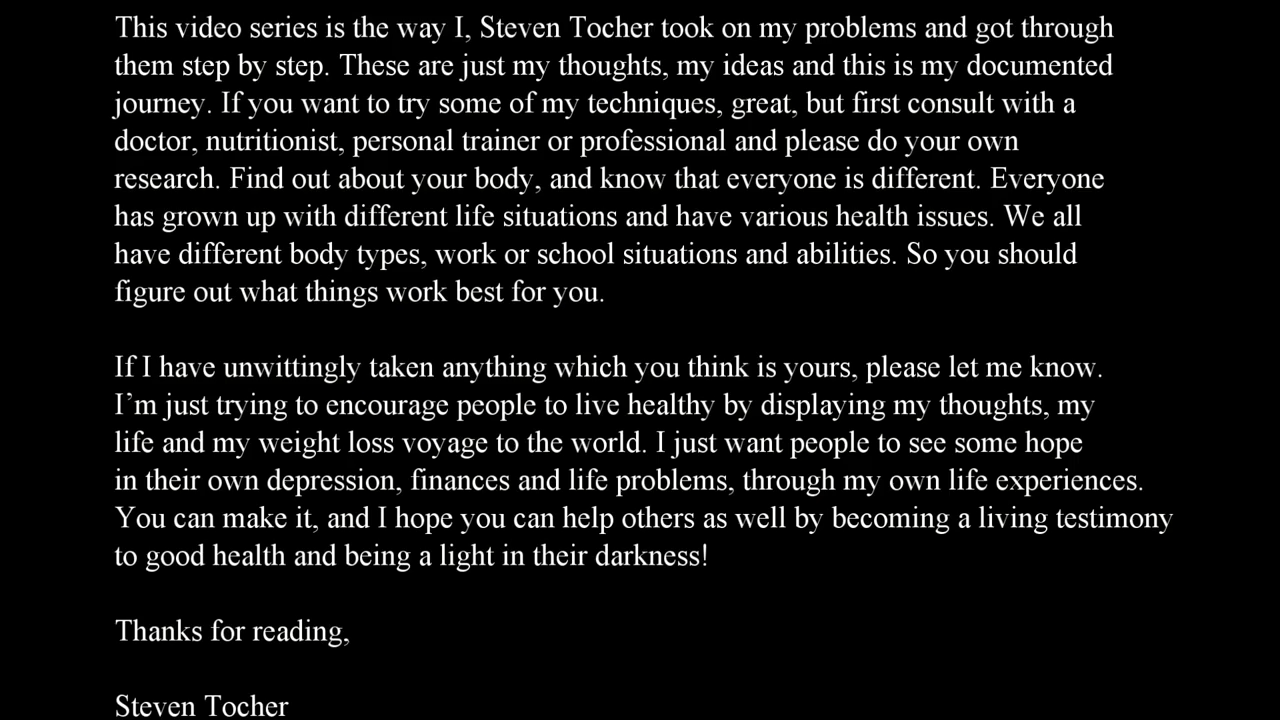 This video series is the way I, Steven Tocher took on my problems and got through
them step by step. These are just my thoughts, my ideas and this is my documented
journey. If you want to try some of my techniques, great, but first consult with a
doctor, nutritionist, personal trainer or professional and please do your own
research. Find out about your body, and know that everyone is different. Everyone
has grown up with different life situations and have various health issues. We all
have different body types, work or school situations and abilities. So you should
figure out what things work best for you.
If I have unwittingly taken anything which you think is yours, please let me know.
I’m just trying to encourage people to live healthy by displaying my thoughts, my
life and my weight loss voyage to the world. I just want people to see some hope
in their own depression, finances and life problems, through my own life experiences.
You can make it, and I hope you can help others as well by becoming a living testimony
to good health and being a light in their darkness!
Thanks for reading,
Steven Tocher